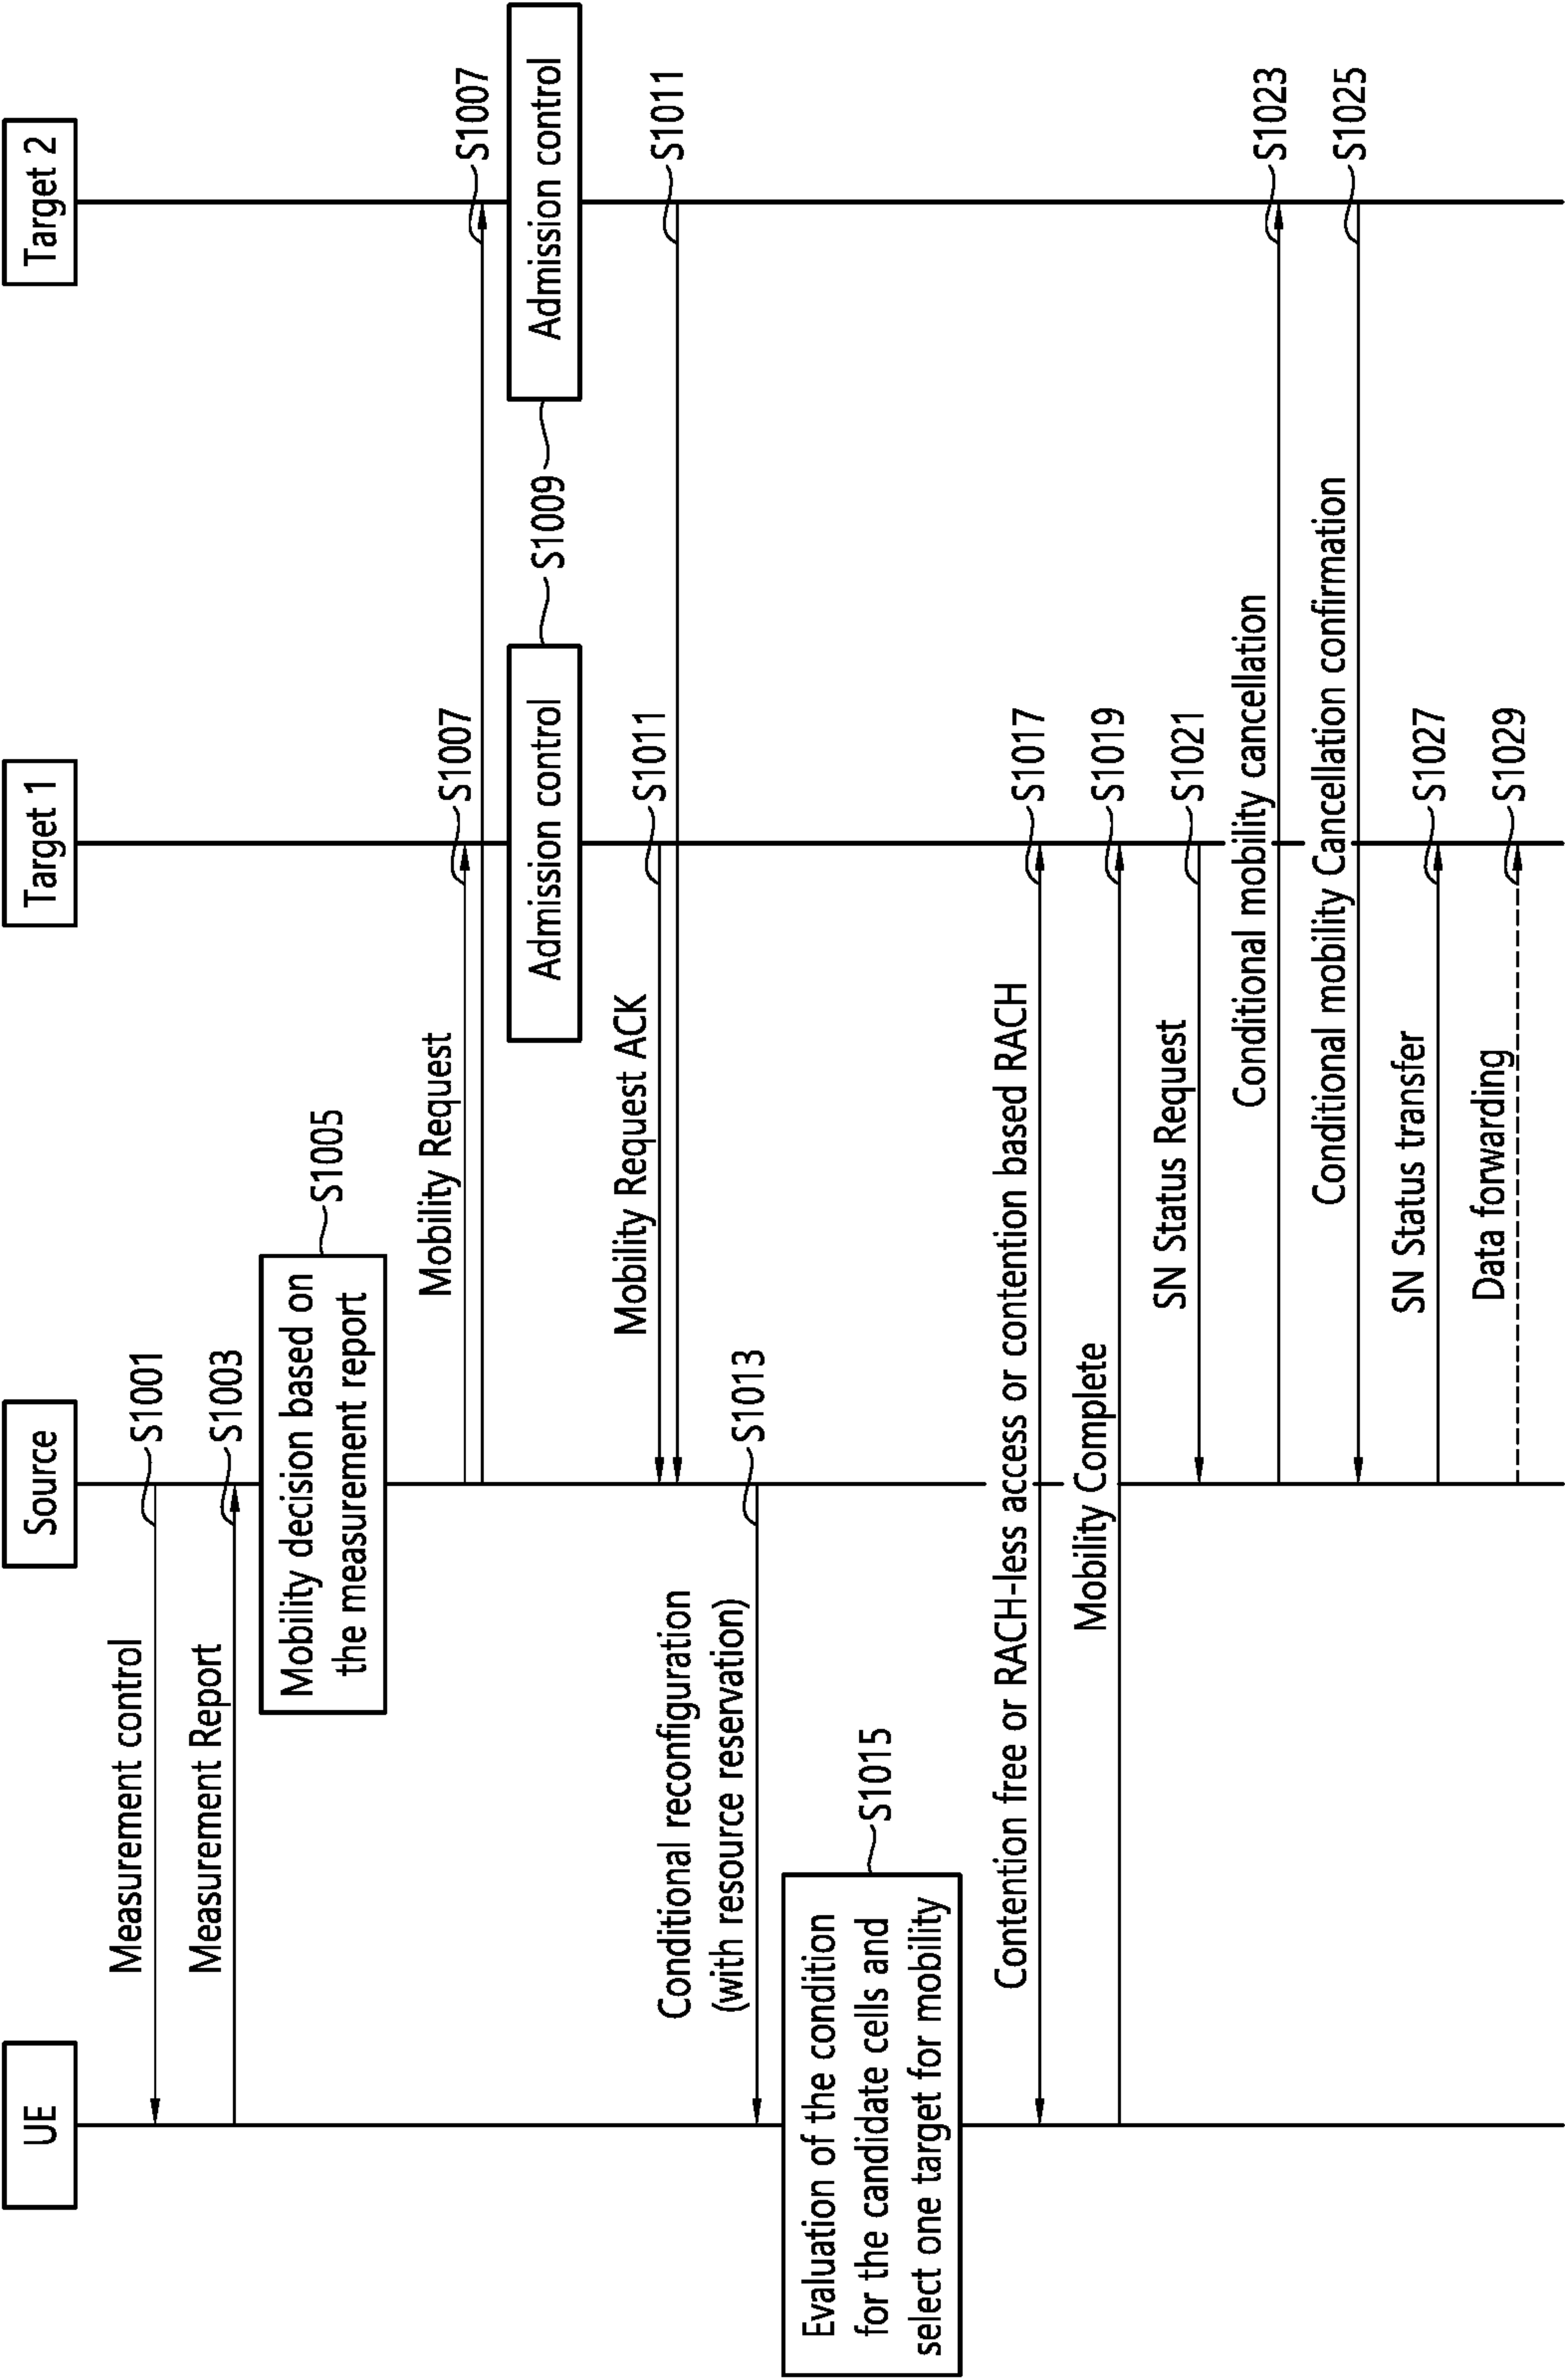 UE
Source
Target 1
Target 2
Measurement control
S1001
Measurement Report
S1003
Mobility decision based on
the measurement report
S1005
Mobility Request
S1007
S1007
Admission control
S1009
Admission control
Mobility Request ACK
S1011
S1011
Conditional reconfiguration
(with resource reservation)
S1013
Evaluation of the condition
for the candidate cells and
select one target for mobility
S1015
Contention free or RACH-less access or contention based RACH
S1017
Mobility Complete
S1019
SN Status Request
S1021
Conditional mobility cancellation
S1023
Conditional mobility Cancellation confirmation
S1025
SN Status transfer
S1027
Data forwarding
S1029